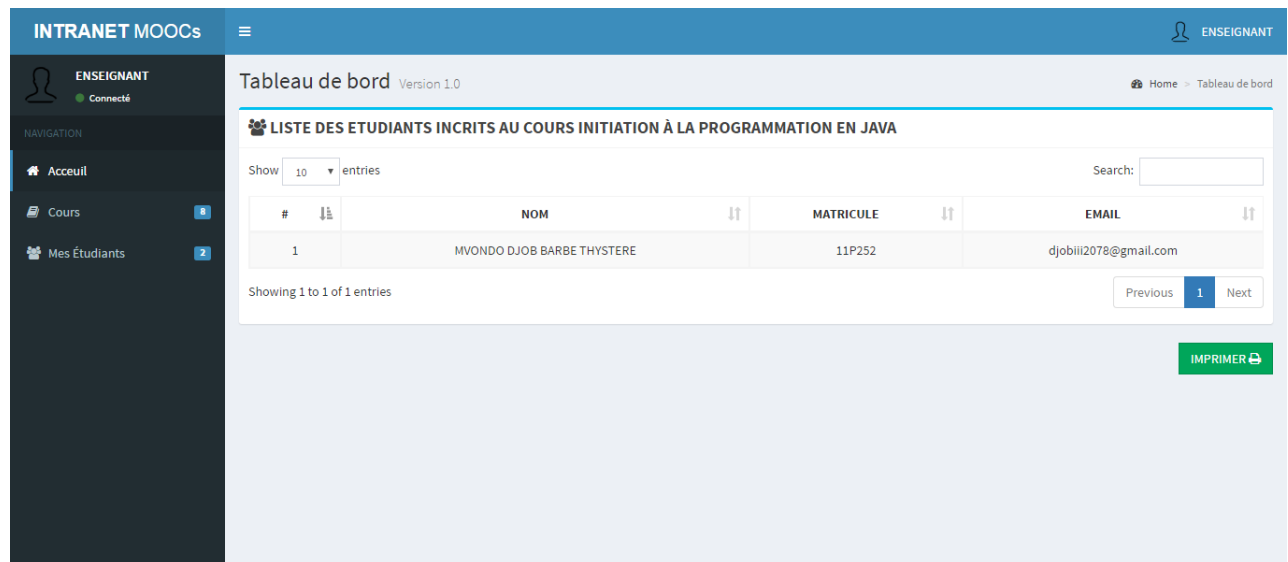 INTRANET MOOCs
ENSEIGNANT
ENSEIGNANT
Connecté
NAVIGATION
Acceuil
Cours 8
Mes Étudiants 2
Tableau de bord Version 1.0
Home > Tableau de bord
LISTE DES ETUDIANTS INCRITS AU COURS INITIATION À LA PROGRAMMATION EN JAVA
Show 10 entries
Search:
# NOM MATRICULE EMAIL
1 MVONDO DJOB BARBE THYSTERE 11P252 djobiii2078@gmail.com
Showing 1 to 1 of 1 entries
Previous 1 Next
IMPRIMER